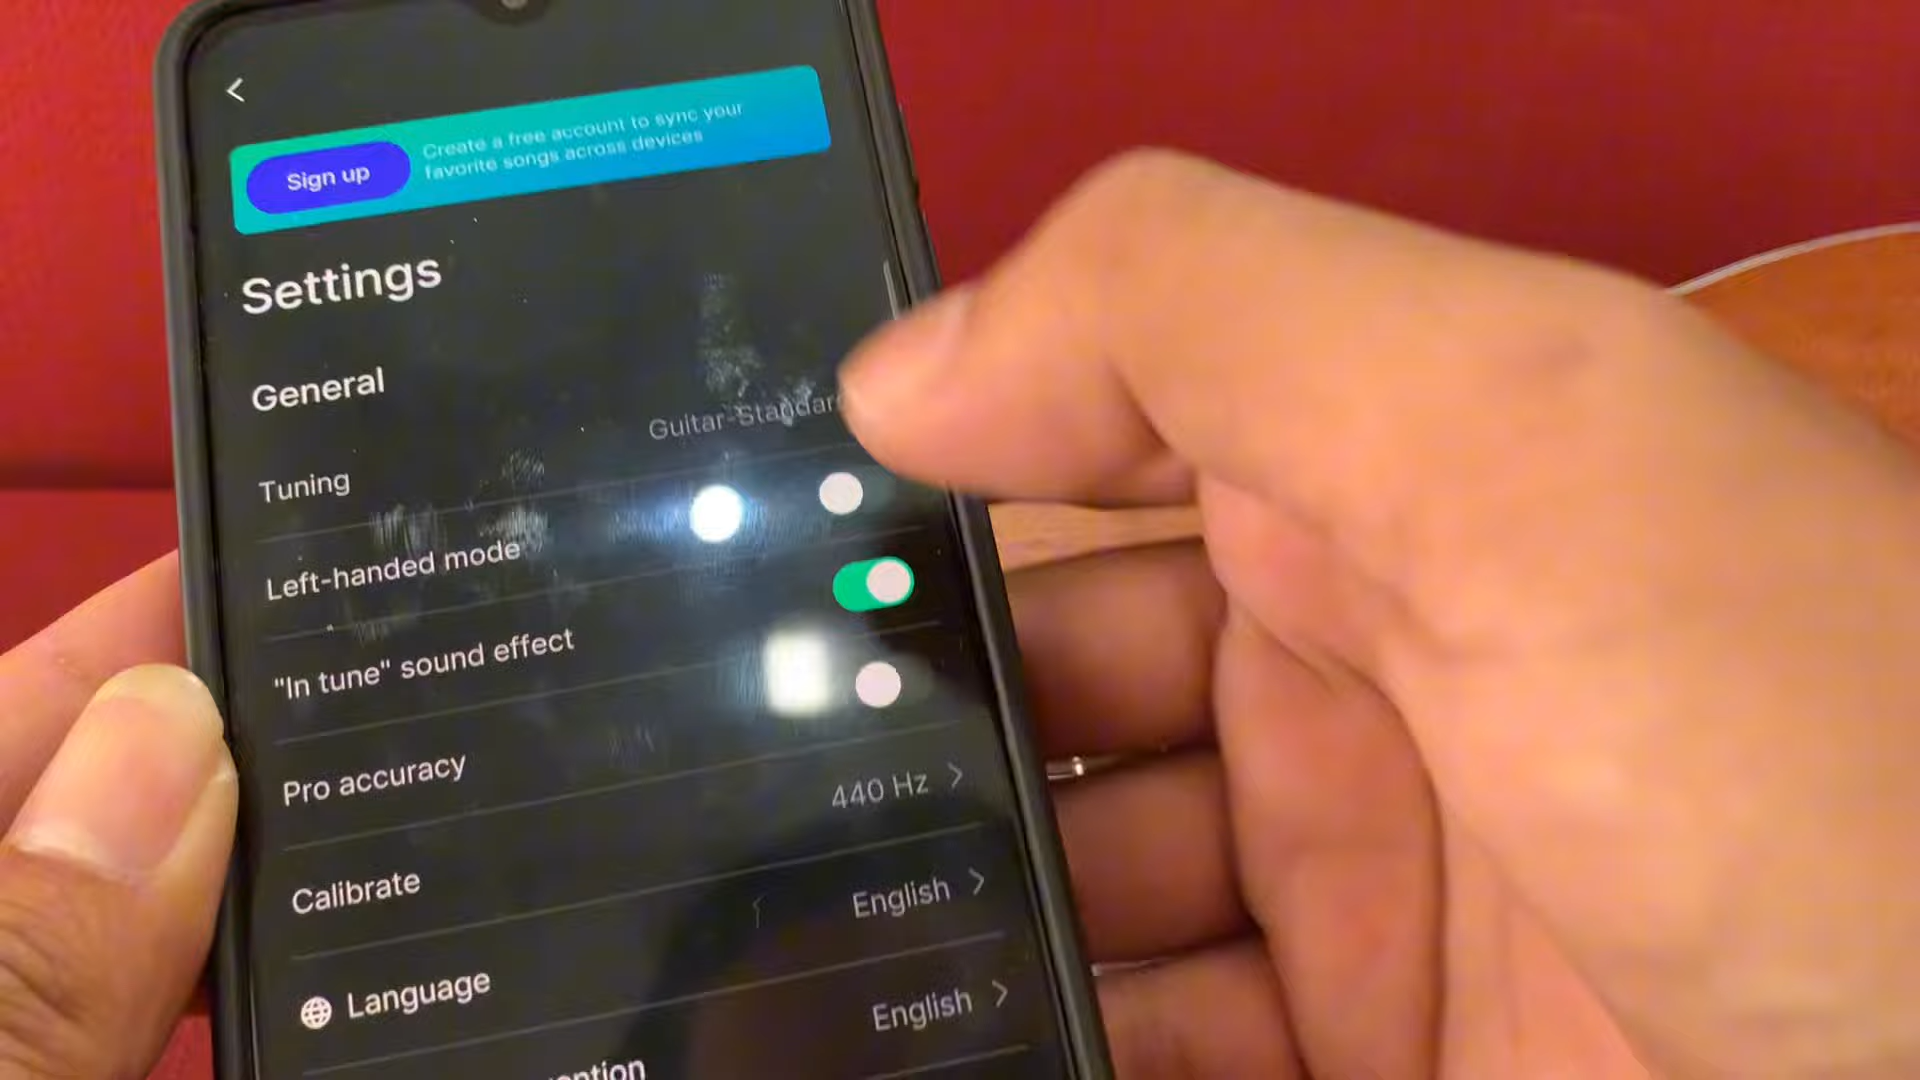 Sign up
Create a free account to sync your
favorite songs across devices
Settings
General
Tuning
Guitar-Standard
Left-handed mode
"In tune" sound effect
Pro accuracy
Calibrate
440 Hz
Language
English
English